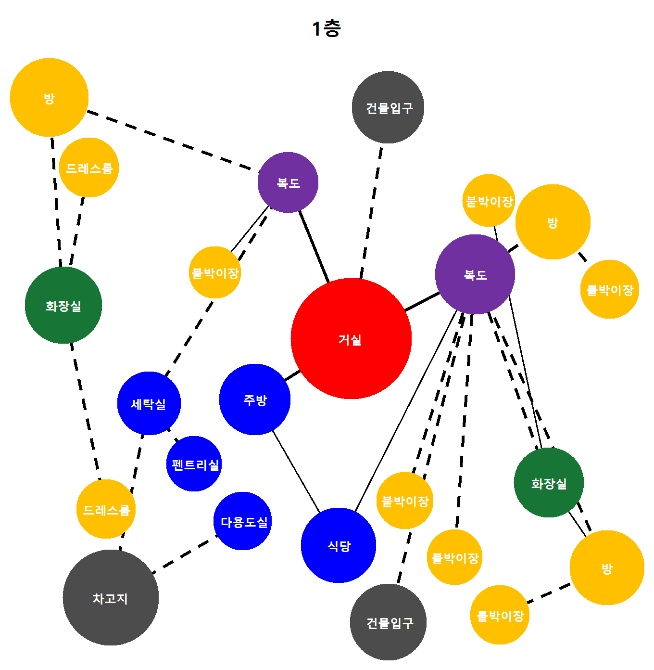 1층
방
건물입구
드레스룸
복도
붙박이장
방
붙박이장
복도
붙박이장
화장실
거실
세탁실
주방
펜트리실
화장실
붙박이장
드레스룸
다용도실
식당
붙박이장
방
차고지
붙박이장
건물입구